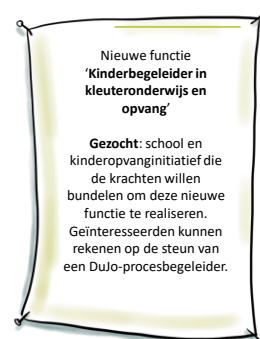 Nieuwe functie
‘Kinderbegeleider in
kleuteronderwijs en
opvang’
Gezocht: school en
kinderopvanginitiatief die
de krachten willen
bundelen om deze nieuwe
functie te realiseren.
Geïnteresseerden kunnen
rekenen op de steun van
een DuJo-procesbegeleider.